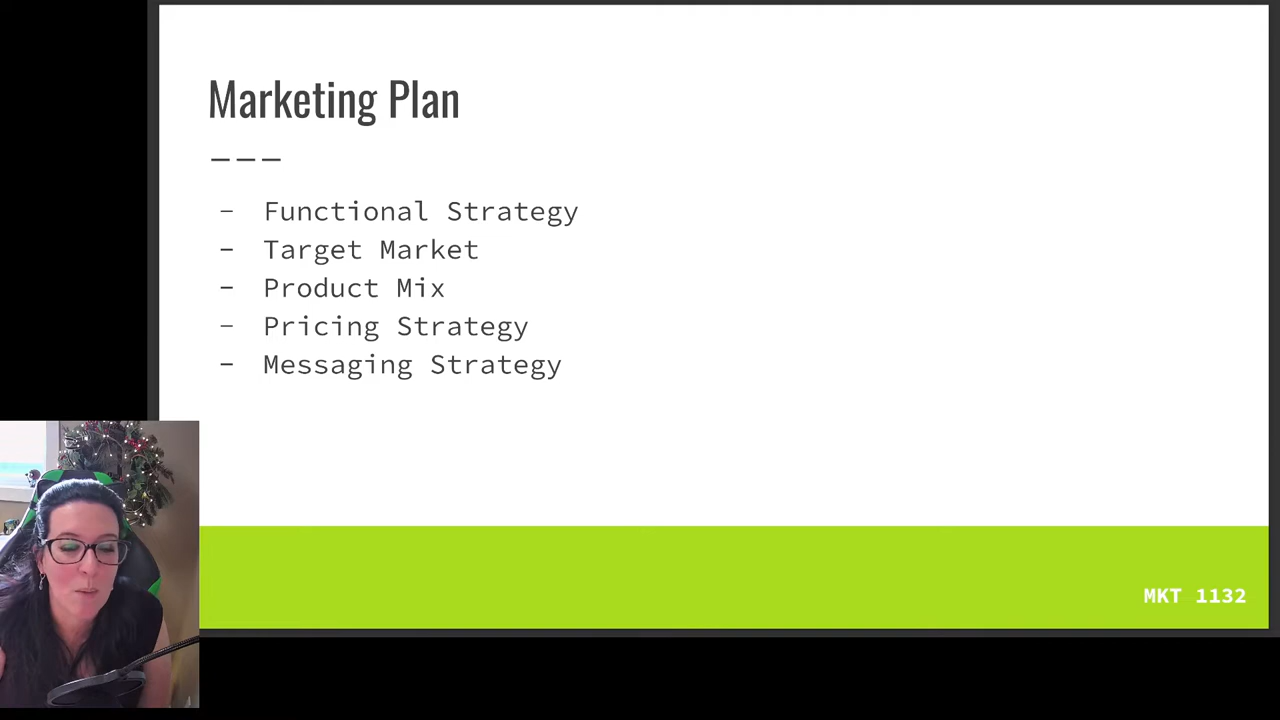 Marketing Plan
– Functional Strategy
– Target Market
– Product Mix
– Pricing Strategy
– Messaging Strategy
MKT 1132